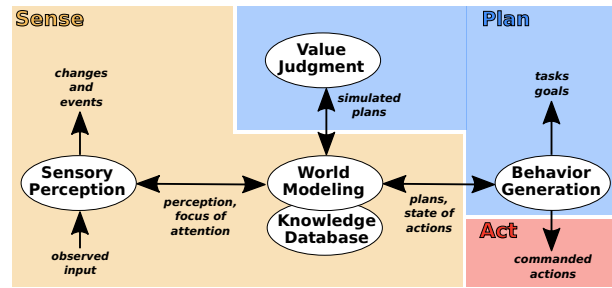 Sense
Plan
changes
and
events
Value
Judgment
tasks
goals
simulated
plans
Sensory
Perception
World
Modeling
Behavior
Generation
perception,
focus of
attention
plans,
state of
actions
Knowledge
Database
Act
observed
input
commanded
actions